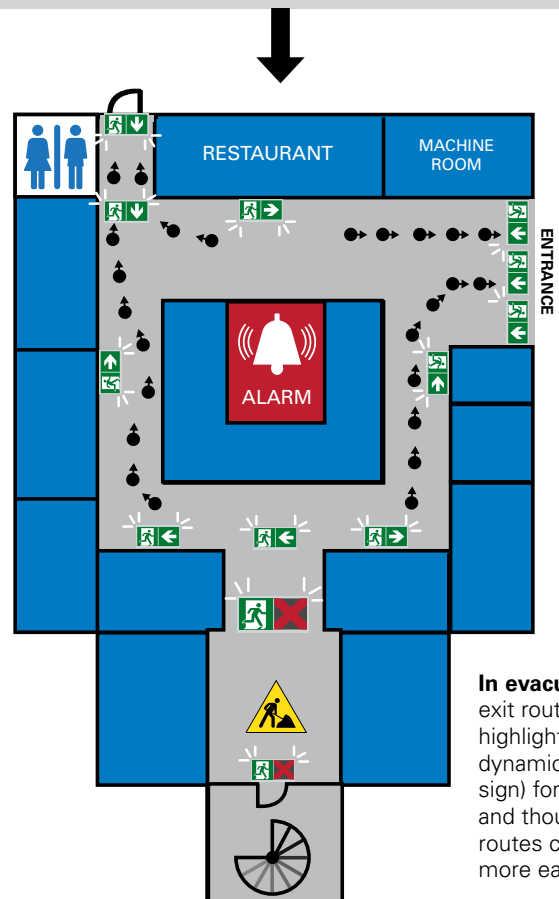 RESTAURANT
MACHINE
ROOM
ENTRANCE
ALARM
In evacu
exit rout
highlight
dynamic
sign) for
and thou
routes c
more ea